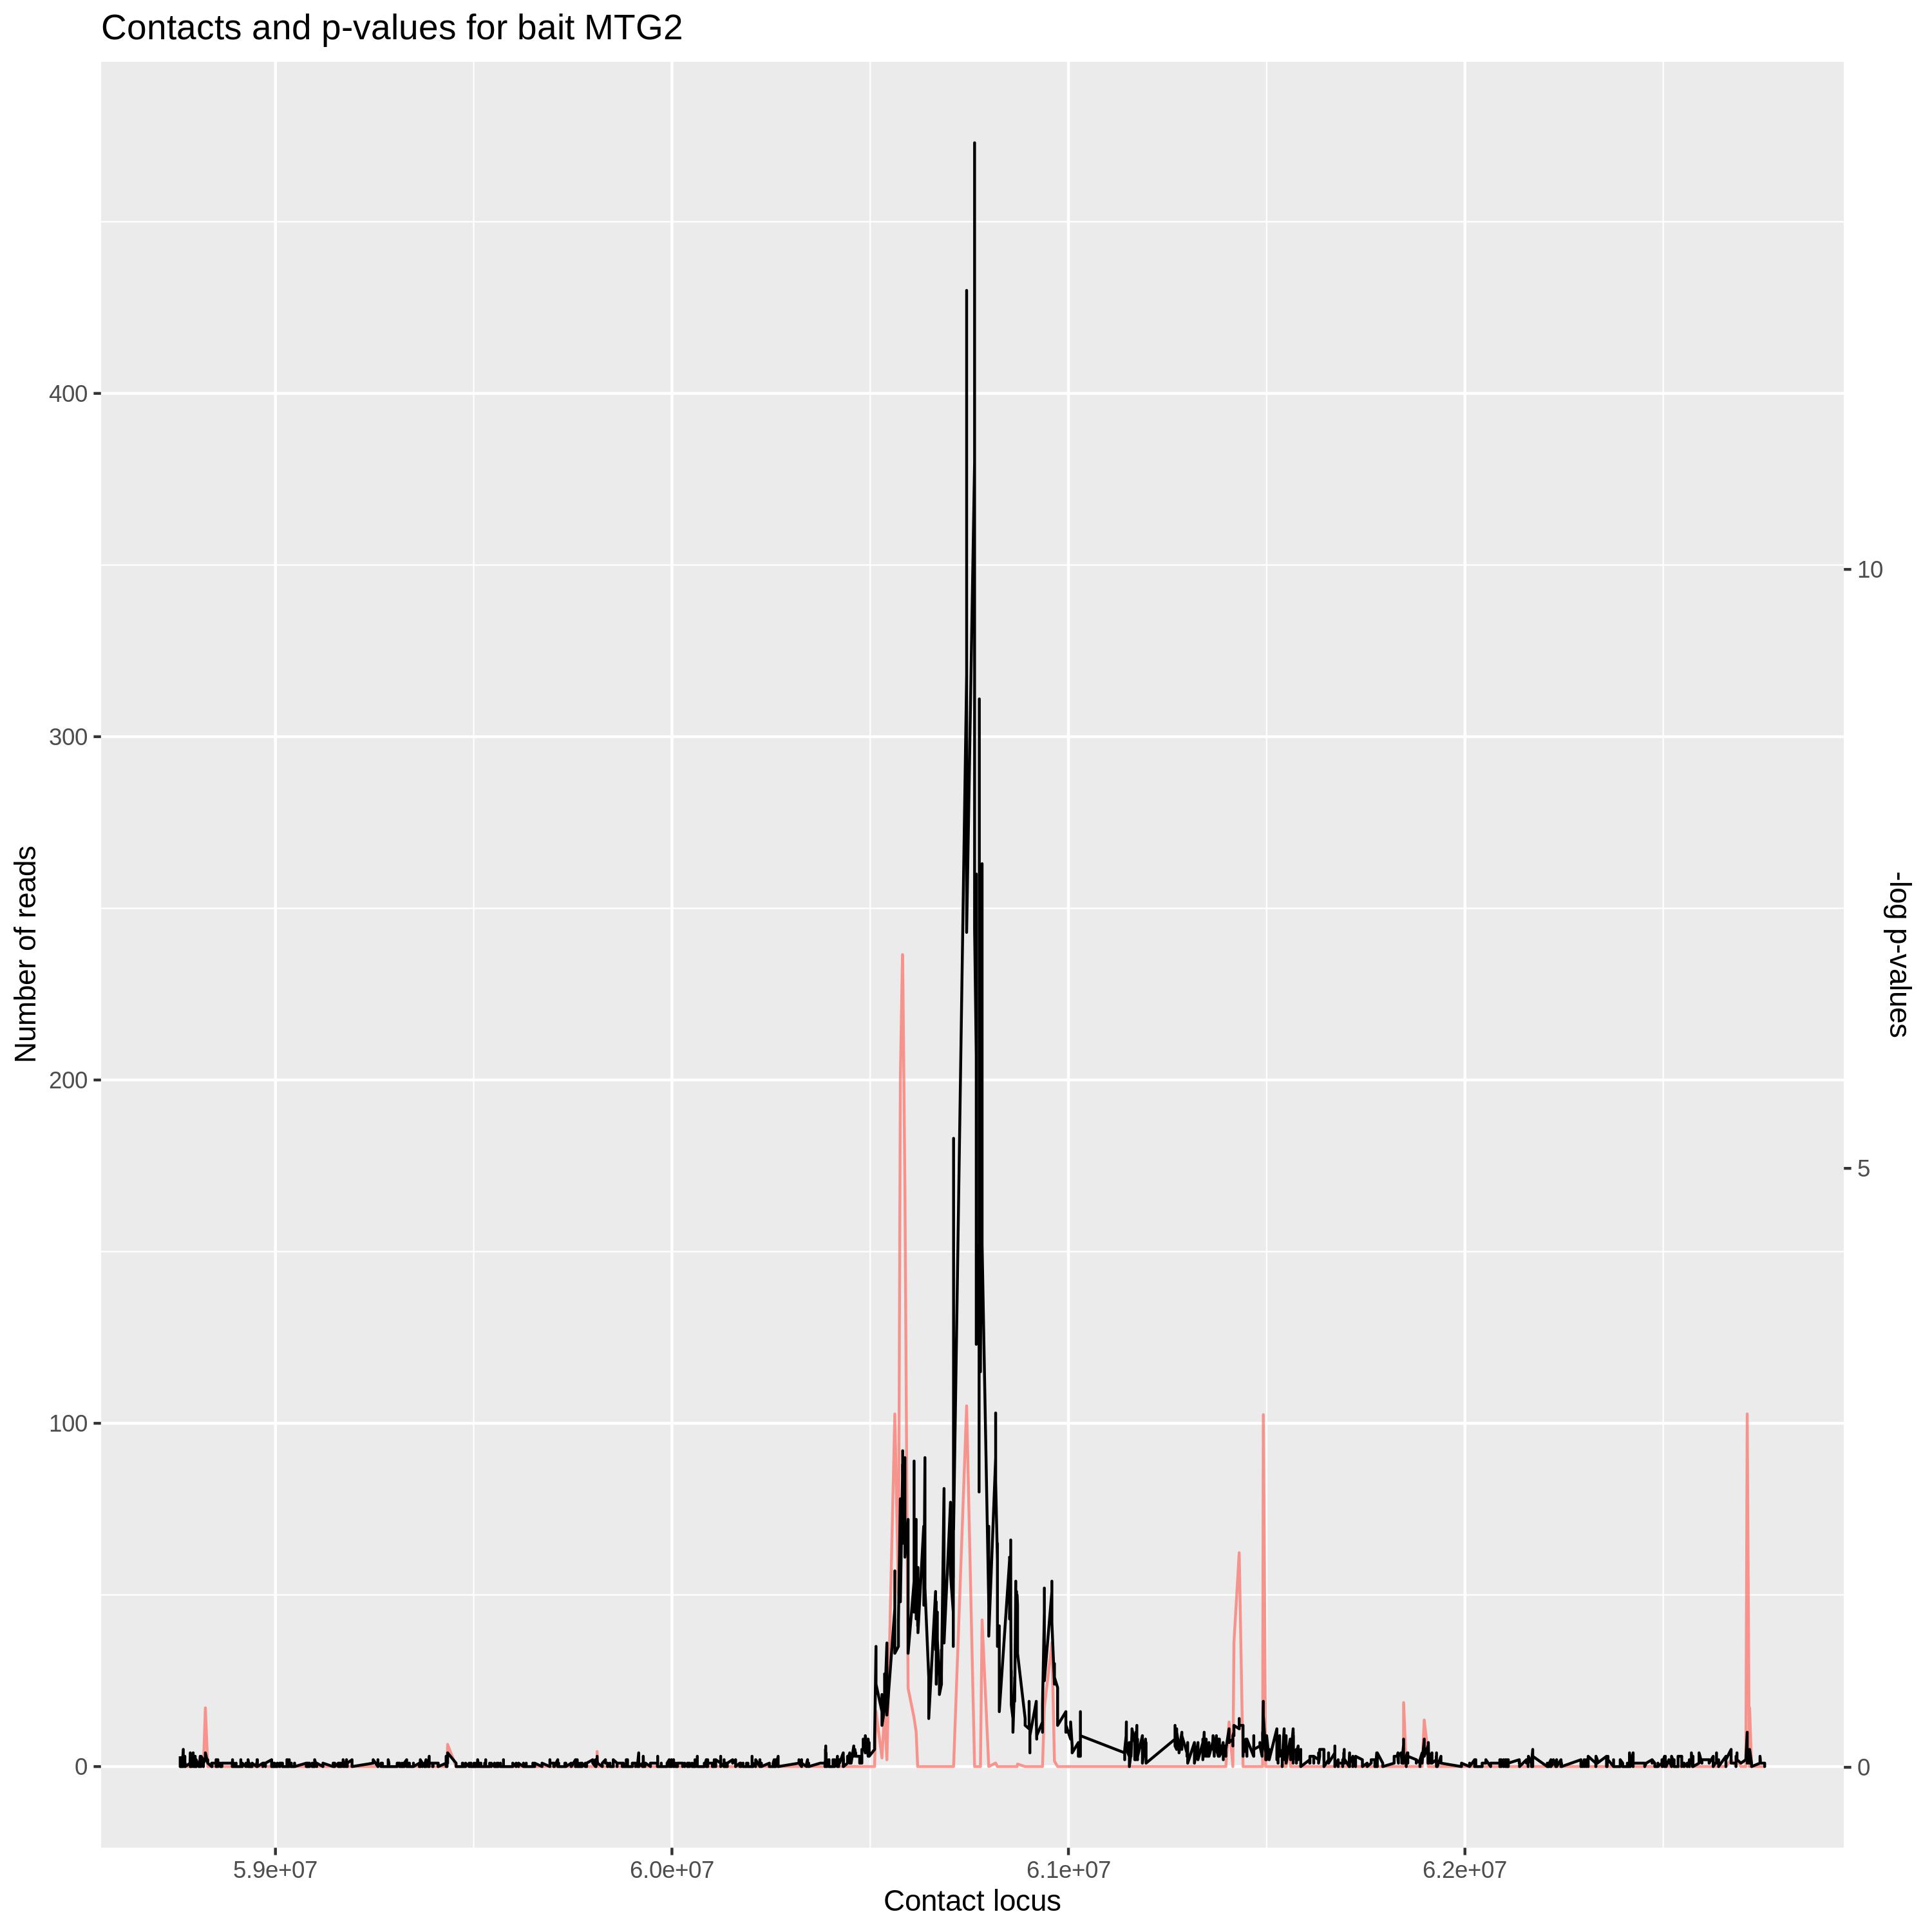 Contacts and p-values for bait MTG2
400
300
200
100
0
Number of reads
10
5
0
-log p-values
5.9e+07
6.0e+07
6.1e+07
6.2e+07
Contact locus